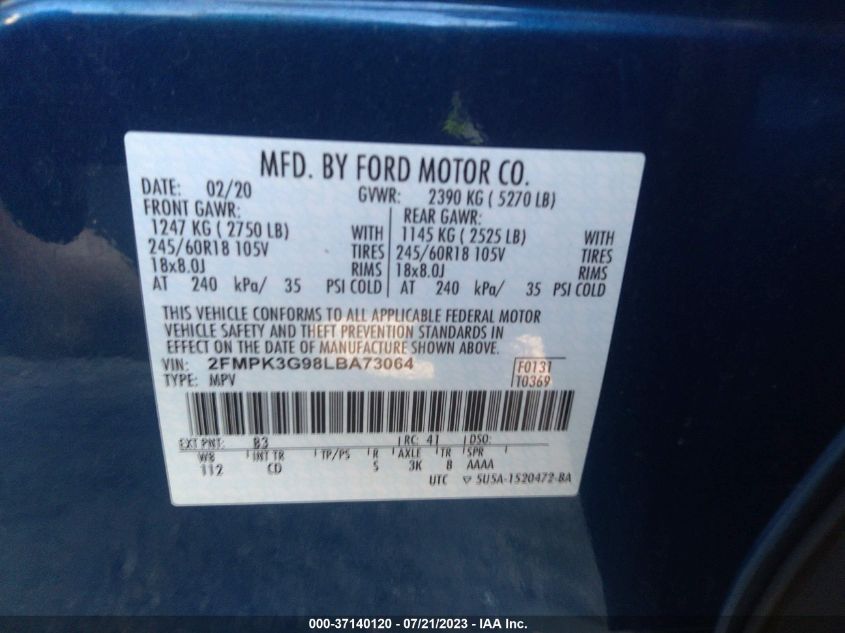 MFD. BY FORD MOTOR CO.
DATE: 02/20 GVWR: 2390 KG ( 5270 LB)
FRONT GAWR: REAR GAWR:
1247 KG ( 2750 LB) WITH 1145 KG ( 2525 LB) WITH
245/60R18 105V TIRES 245/60R18 105V TIRES
18x8.0J RIMS 18x8.0J RIMS
AT 240 kPa/ 35 PSI COLD AT 240 kPa/ 35 PSI COLD
THIS VEHICLE CONFORMS TO ALL APPLICABLE FEDERAL MOTOR
VEHICLE SAFETY AND THEFT PREVENTION STANDARDS IN
EFFECT ON THE DATE OF MANUFACTURE SHOWN ABOVE.
VIN: 2FMPK3G98LBA73064 F0131
TYPE: MPV T0369
EXT PNT: B3 RC: 41 DSO:
WB INT TR TP/PS R AXLE TR SPR
112 CD 5 3K 8 AAAA
UTC ▽ 5U5A-1520472-BA
000-37140120 - 07/21/2023 - IAA Inc.